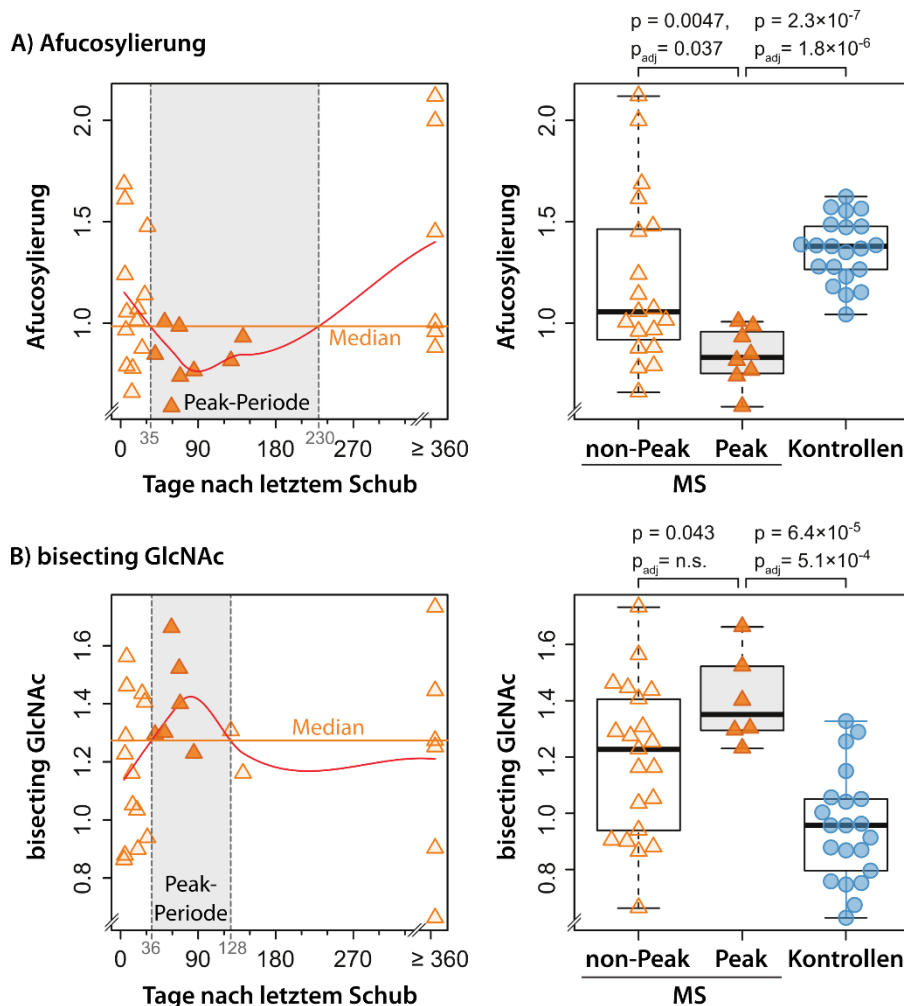 A) Afucosylierung
p = 0.0047,
p = 2.3×10⁻⁷
padj = 0.037
padj = 1.8×10⁻⁶
Afucosylierung
2.0
1.5
1.0
Median
Peak-Periode
35
230
0
90
180
270
≥ 360
Tage nach letztem Schub
Afucosylierung
2.0
1.5
1.0
non-Peak
Peak
Kontrollen
MS
B) bisecting GlcNAc
p = 0.043
p = 6.4×10⁻⁵
padj= n.s.
padj= 5.1×10⁻⁴
bisecting GlcNAc
1.6
1.4
1.2
1.0
0.8
Median
Peak-
Periode
36
128
0
90
180
270
≥ 360
Tage nach letztem Schub
bisecting GlcNAc
1.6
1.4
1.2
1.0
0.8
non-Peak
Peak
Kontrollen
MS